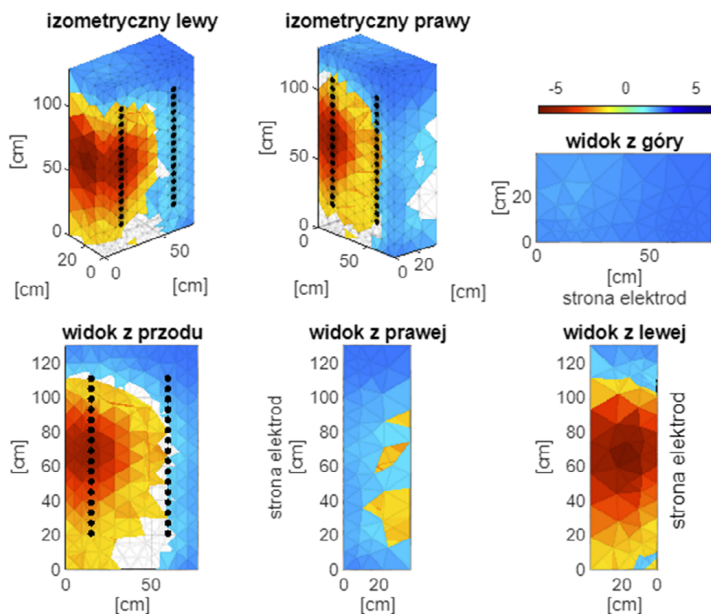 izometryczny lewy
izometryczny prawy
100
50
0
[cm]
20
0
0
50
[cm]
[cm]
100
50
0
[cm]
0
50
0
20
[cm]
[cm]
-5 0 5
widok z góry
20
0
[cm]
0 50
[cm]
strona elektrod
widok z przodu
120
100
80
60
40
20
0
[cm]
0 50
[cm]
widok z prawej
strona elektrod
[cm]
120
100
80
60
40
20
0
0 20
[cm]
widok z lewej
120
100
80
60
40
20
0
[cm]
strona elektrod
20 0
[cm]